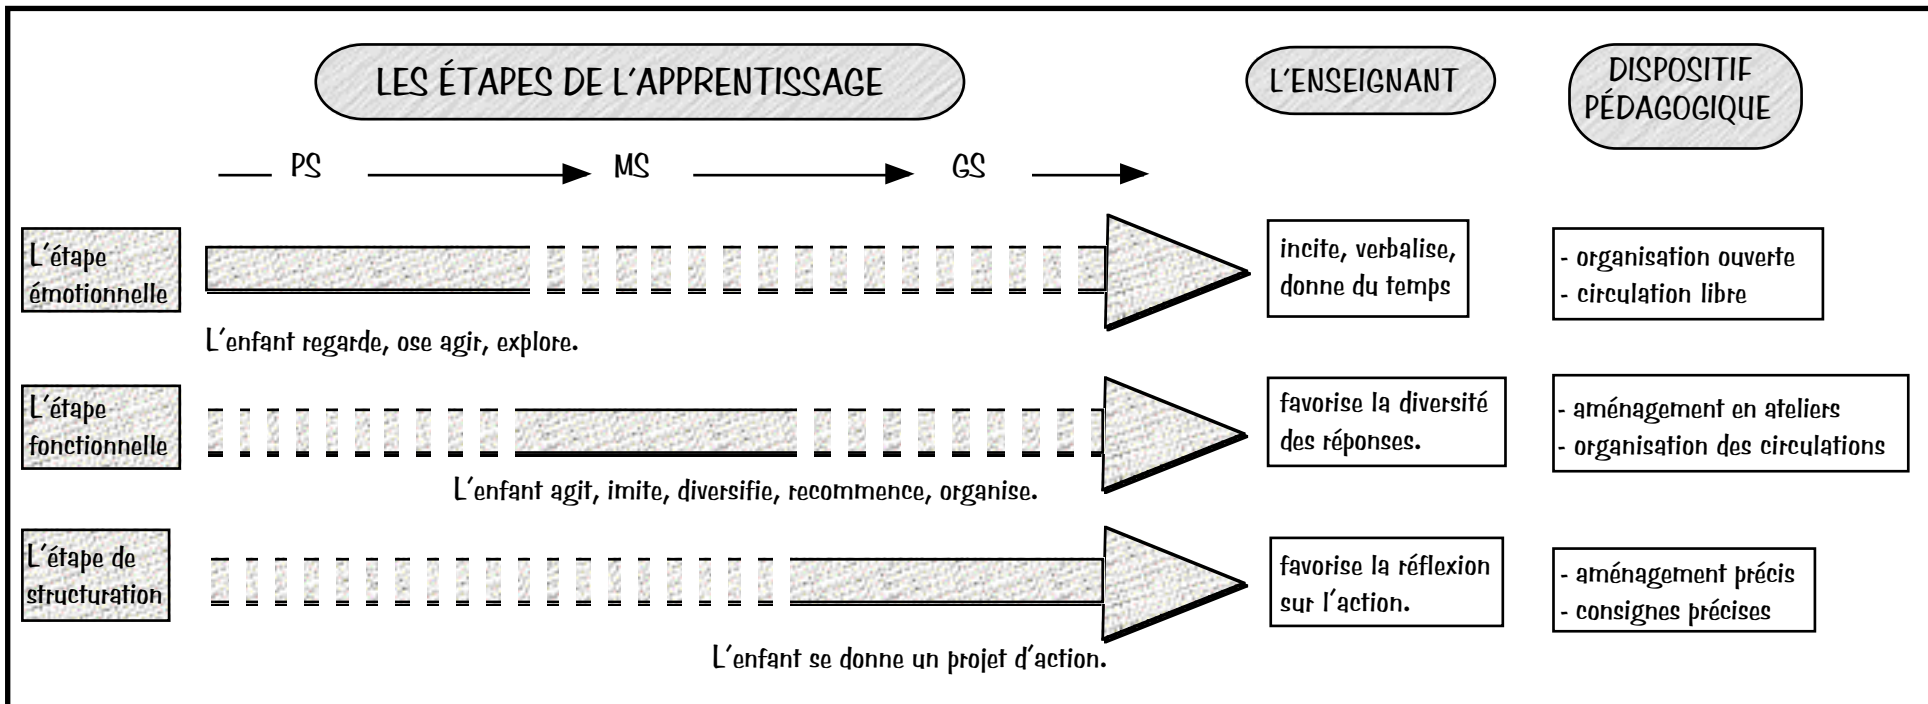 LES ÉTAPES DE L'APPRENTISSAGE
L'ENSEIGNANT
DISPOSITIF
PÉDAGOGIQUE
PS
MS
GS
L'étape
émotionnelle
L'enfant regarde, ose agir, explore.
incite, verbalise,
donne du temps
- organisation ouverte
- circulation libre
L'étape
fonctionnelle
L'enfant agit, imite, diversifie, recommence, organise.
favorise la diversité
des réponses.
- aménagement en ateliers
- organisation des circulations
L'étape de
structuration
L'enfant se donne un projet d'action.
favorise la réflexion
sur l'action.
- aménagement précis
- consignes précises